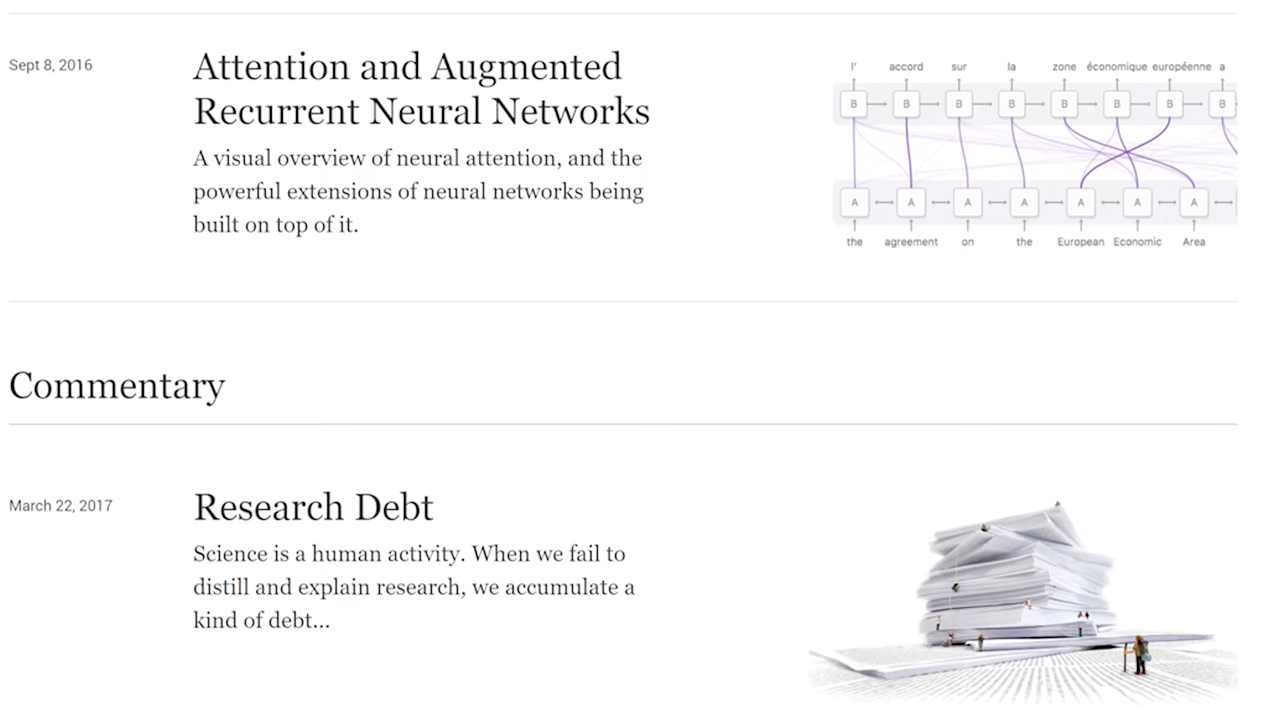 Sept 8, 2016
Attention and Augmented
Recurrent Neural Networks
A visual overview of neural attention, and the
powerful extensions of neural networks being
built on top of it.
l' accord sur la zone économique européenne a
B B B B B B B B
A A A A A A A
the agreement on the European Economic Area
Commentary
March 22, 2017
Research Debt
Science is a human activity. When we fail to
distill and explain research, we accumulate a
kind of debt...